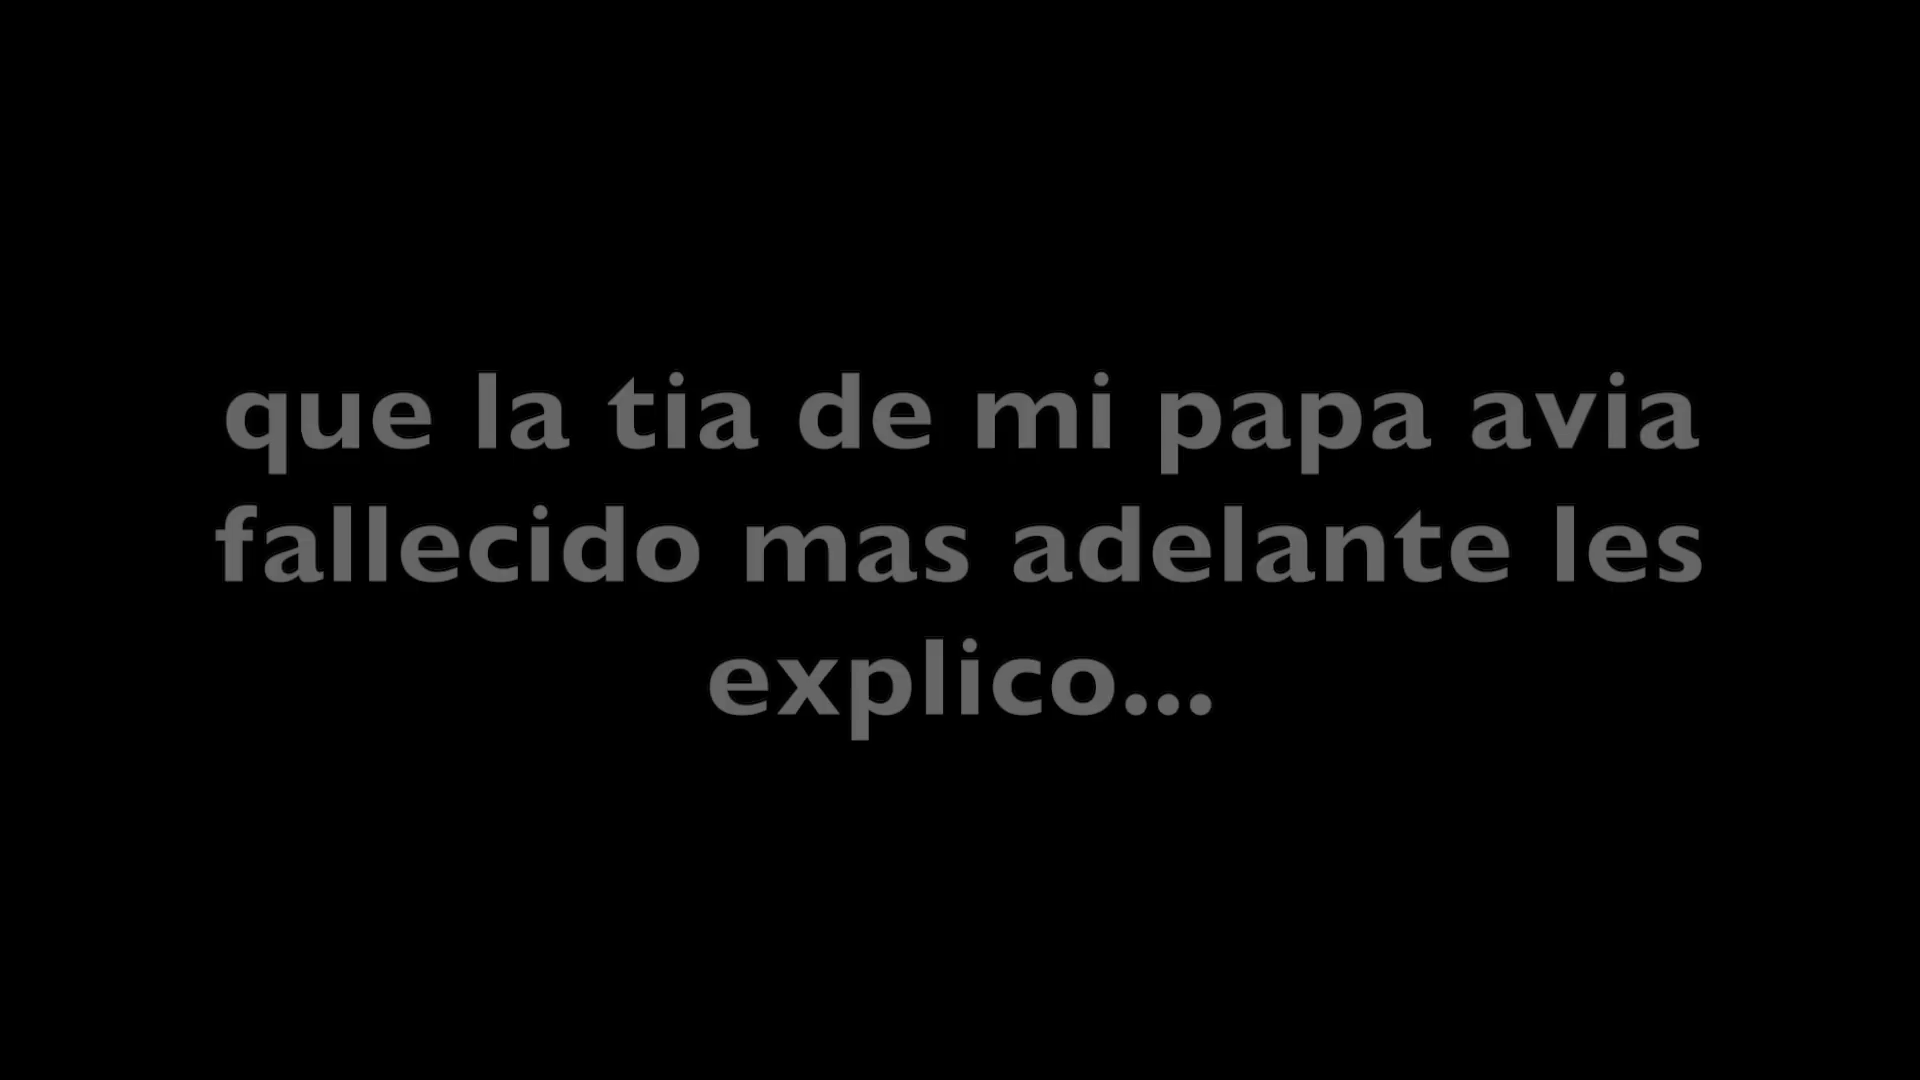 que la tia de mi papa avia
fallecido mas adelante les
explico...